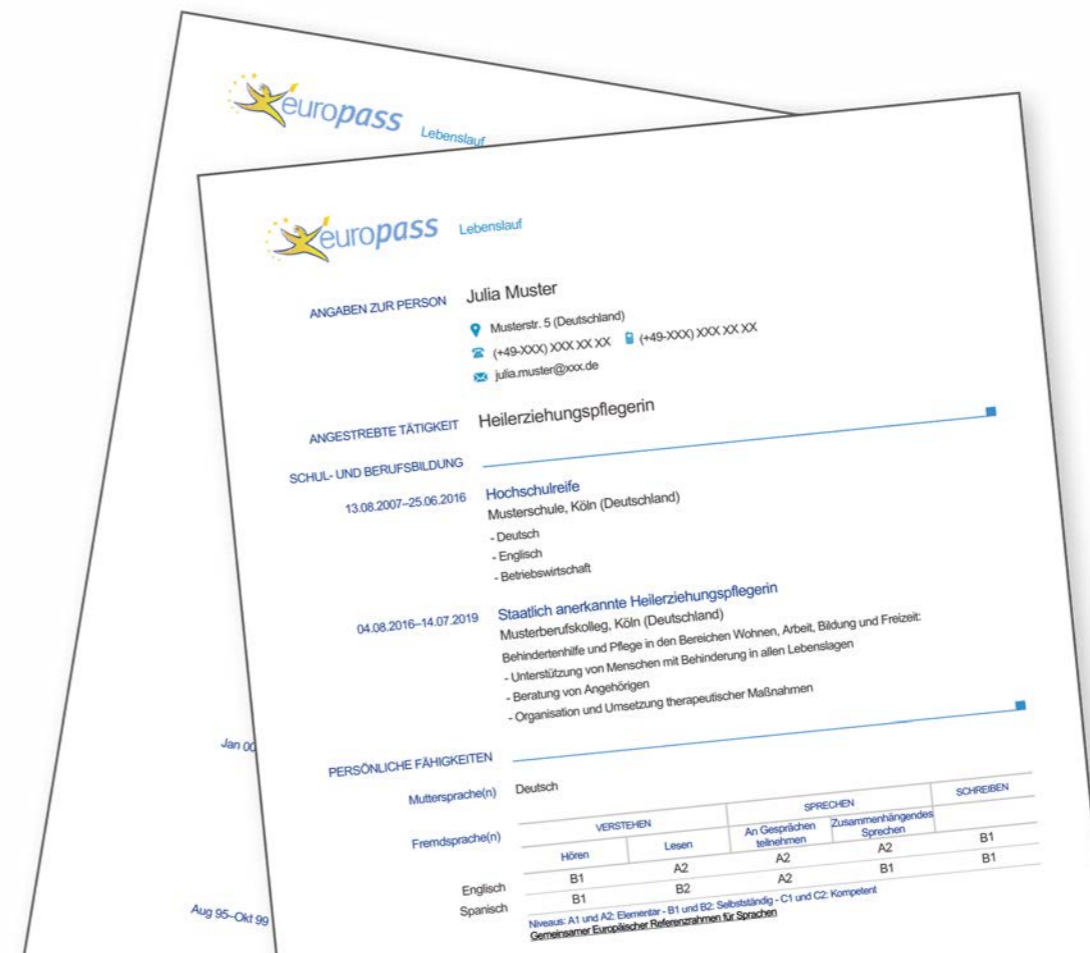 europass Lebenslauf
europass Lebenslauf
ANGABEN ZUR PERSON Julia Muster
Musterstr. 5 (Deutschland)
(+49-XXX) XXX XX XX (+49-XXX) XXX XX XX
julia.muster@xxx.de
ANGESTREBTE TÄTIGKEIT Heilerziehungspflegerin
SCHUL- UND BERUFSBILDUNG
13.08.2007–25.06.2016 Hochschulreife
Musterschule, Köln (Deutschland)
- Deutsch
- Englisch
- Betriebswirtschaft
04.08.2016–14.07.2019 Staatlich anerkannte Heilerziehungspflegerin
Musterberufskolleg, Köln (Deutschland)
Behindertenhilfe und Pflege in den Bereichen Wohnen, Arbeit, Bildung und Freizeit:
- Unterstützung von Menschen mit Behinderung in allen Lebenslagen
- Beratung von Angehörigen
- Organisation und Umsetzung therapeutischer Maßnahmen
Jan 00
PERSÖNLICHE FÄHIGKEITEN
Muttersprache(n) Deutsch
Fremdsprache(n) VERSTEHEN SPRECHEN SCHREIBEN
Hören Lesen An Gesprächen teilnehmen Zusammenhängendes Sprechen
Englisch B1 A2 A2 A2 B1
Spanisch B1 B2 A2 B1 B1
Niveaus: A1 und A2: Elementar - B1 und B2: Selbstständig - C1 und C2: Kompetent
Gemeinsamer Europäischer Referenzrahmen für Sprachen
Aug 95–Okt 99